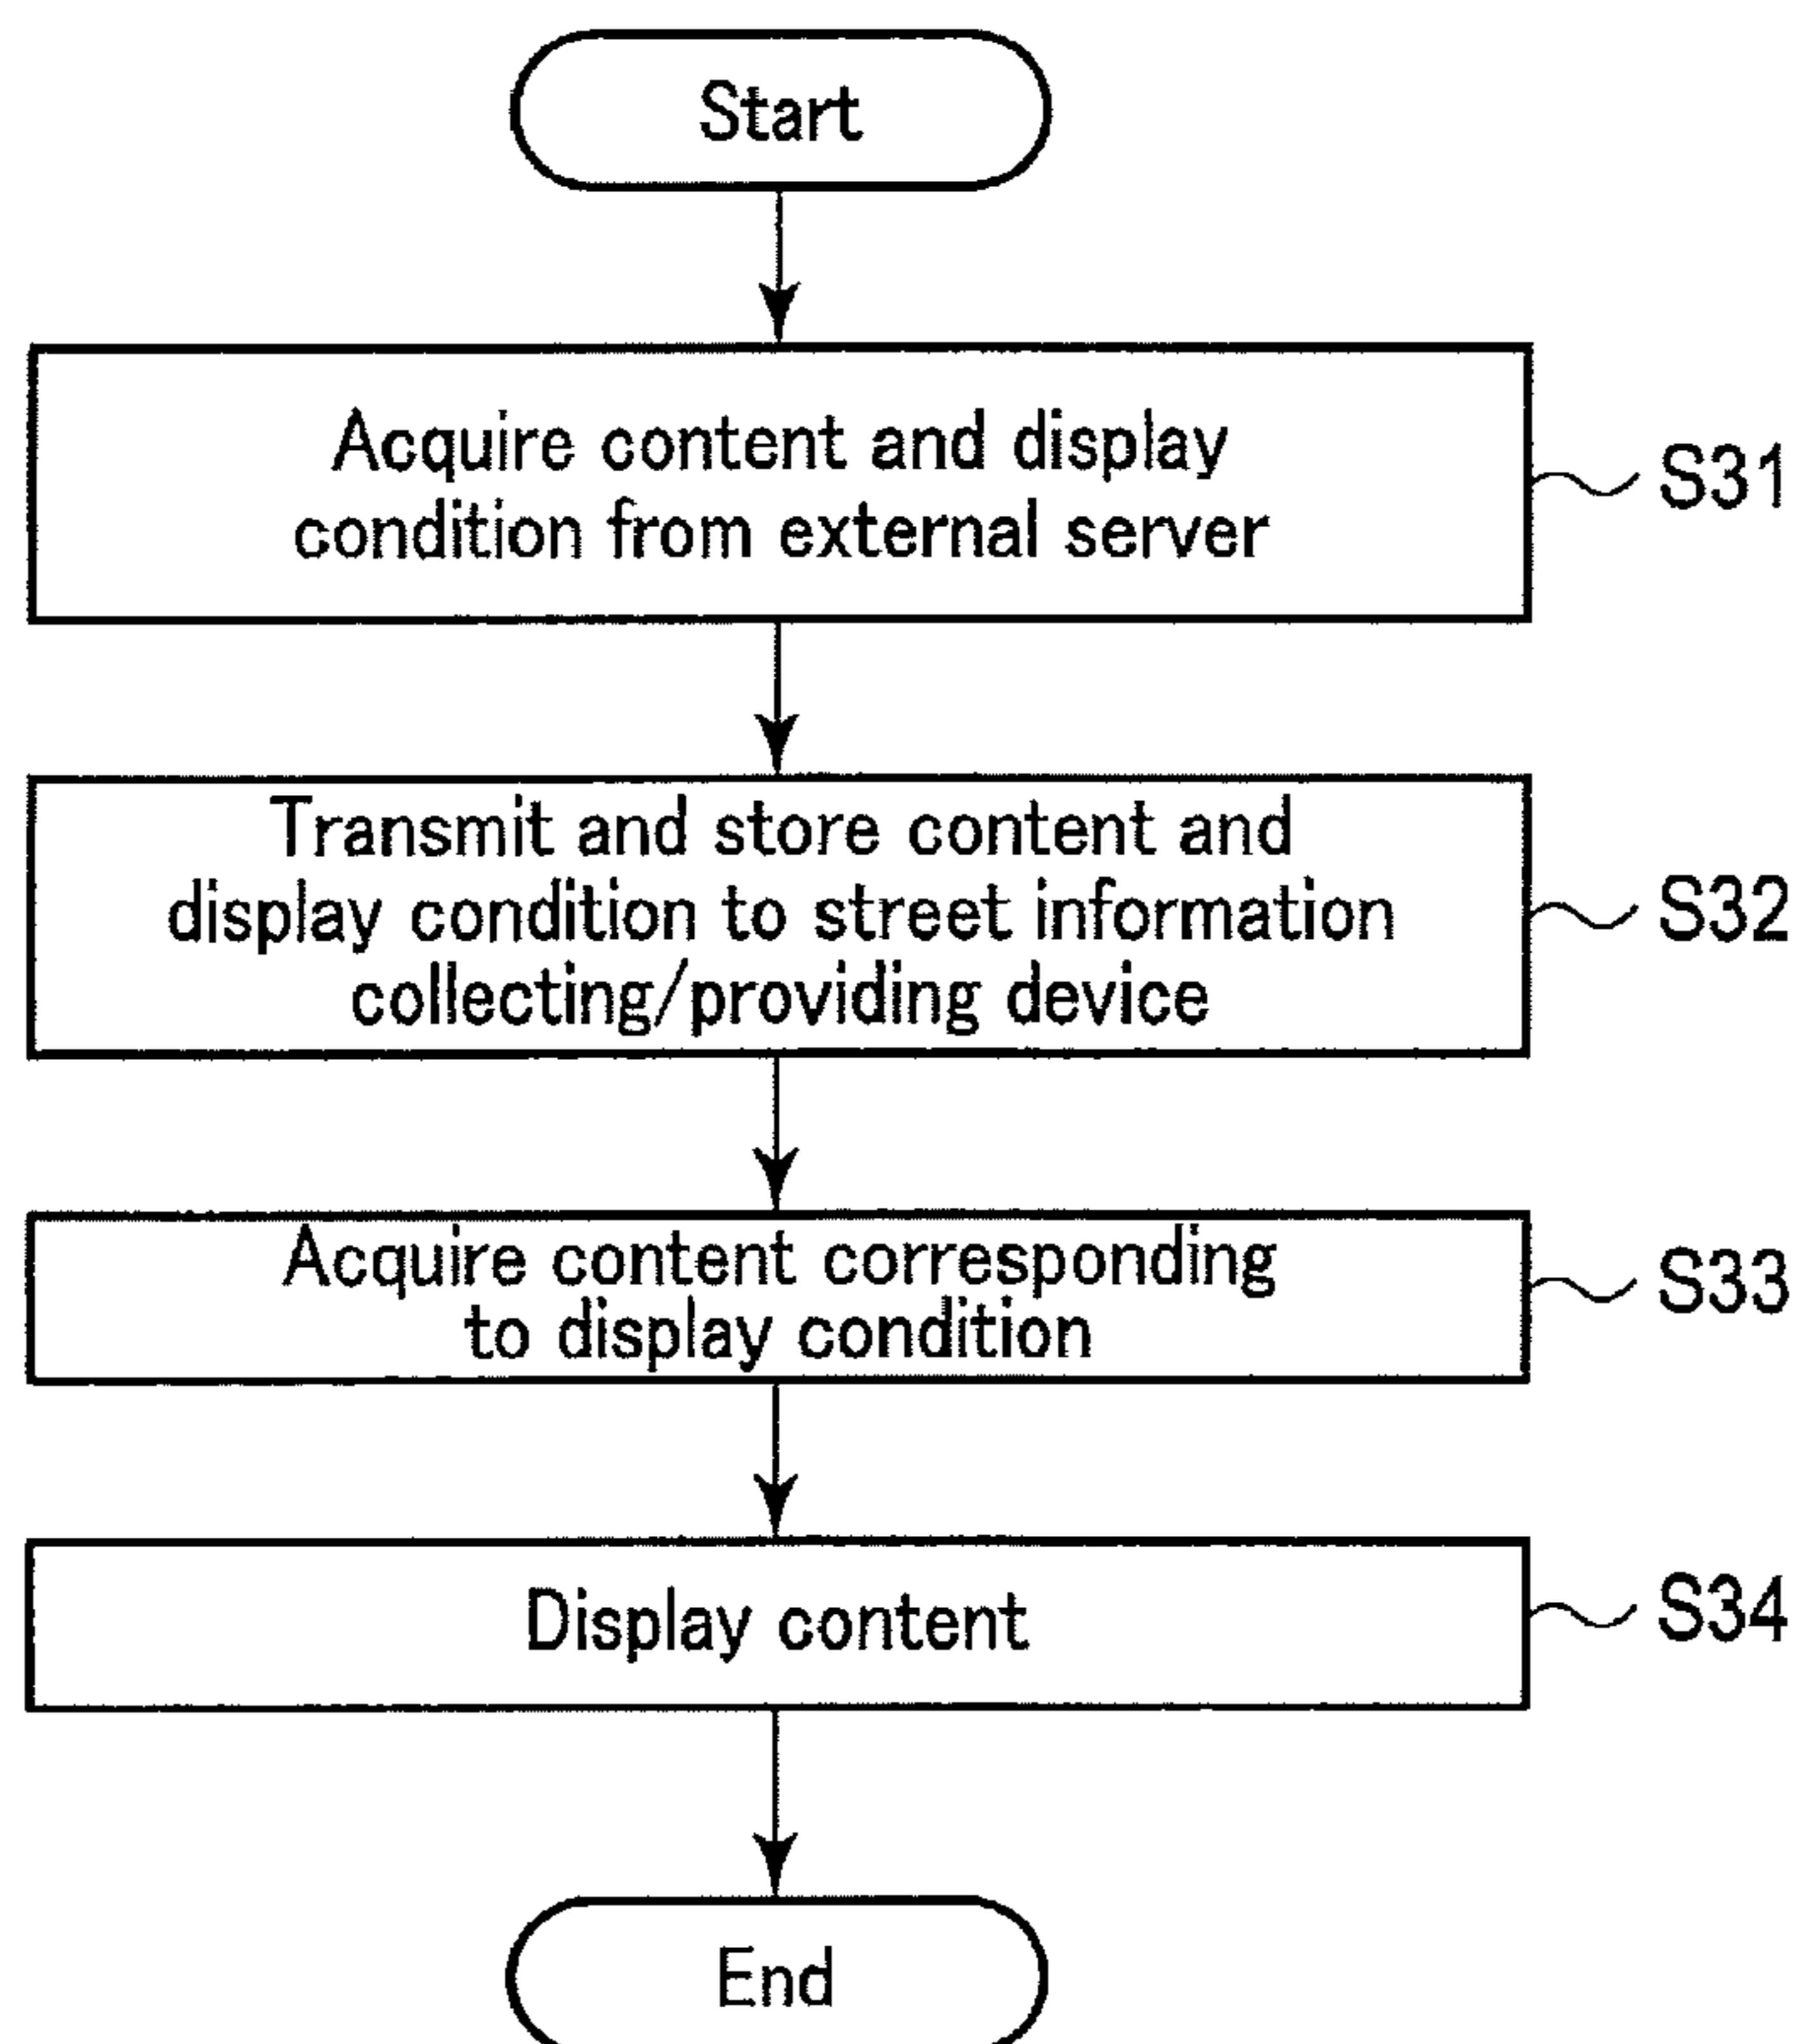 Start
Acquire content and display
condition from external server
S31
Transmit and store content and
display condition to street information
collecting/providing device
S32
Acquire content corresponding
to display condition
S33
Display content
S34
End